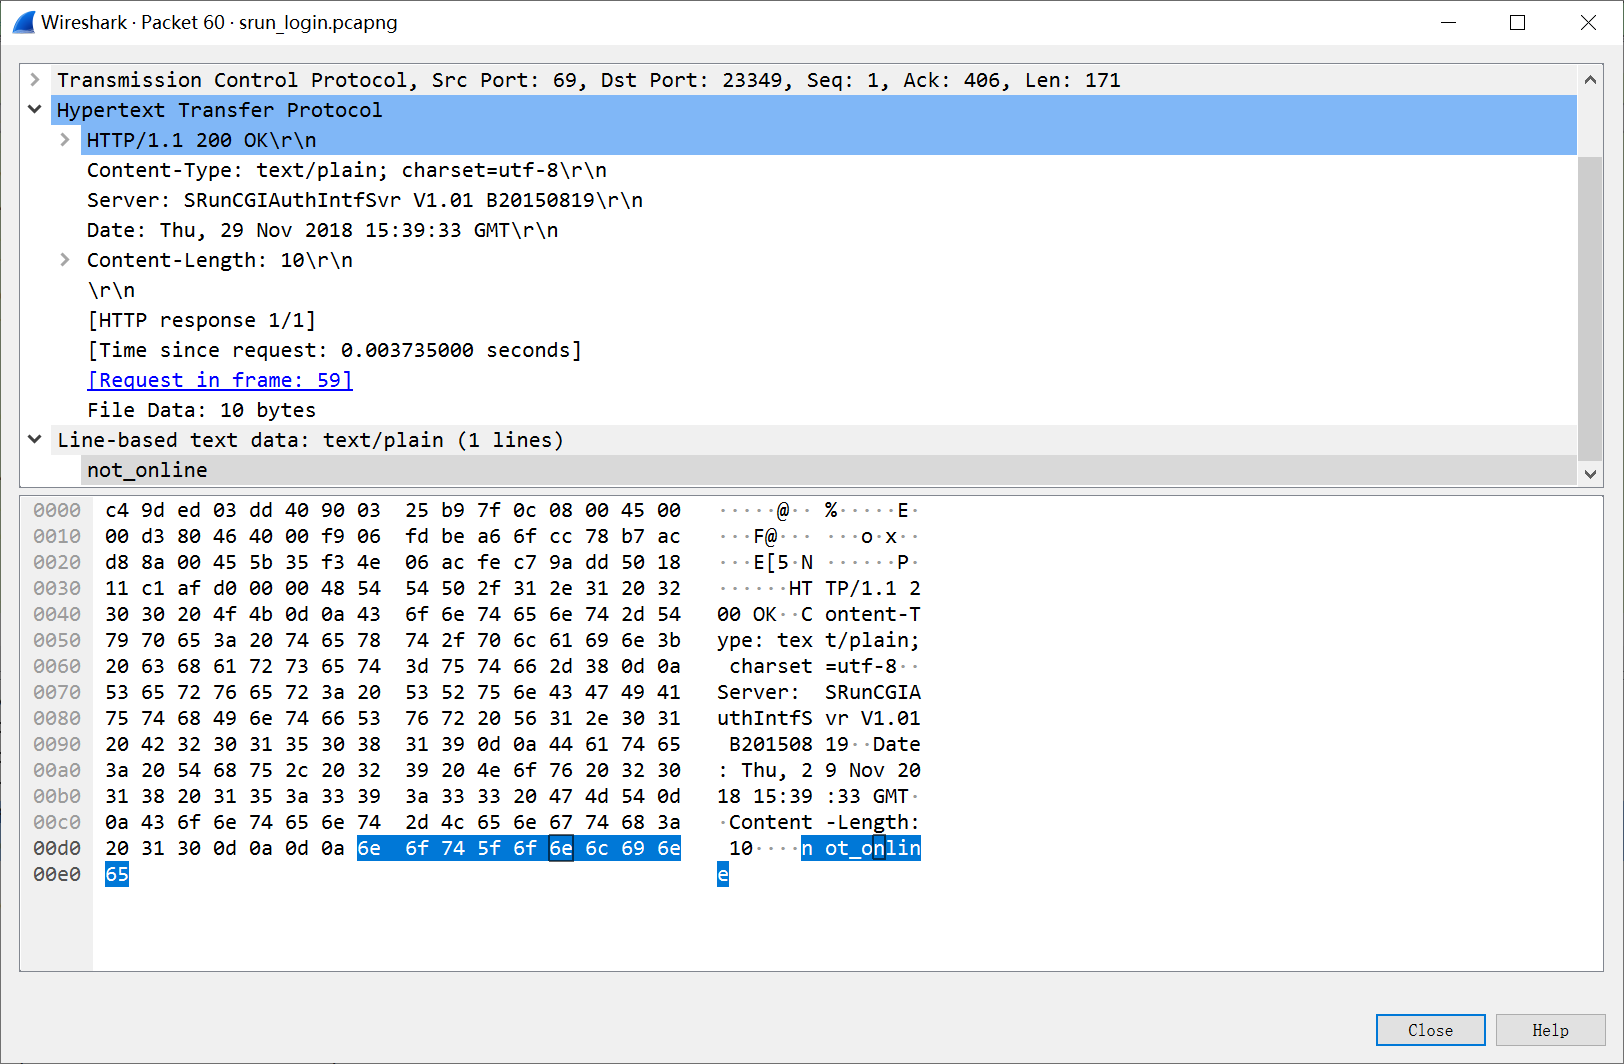 Wireshark · Packet 60 · srun_login.pcapng
Transmission Control Protocol, Src Port: 69, Dst Port: 23349, Seq: 1, Ack: 406, Len: 171
Hypertext Transfer Protocol
HTTP/1.1 200 OK\r\n
Content-Type: text/plain; charset=utf-8\r\n
Server: SRunCGIAuthIntfSvr V1.01 B20150819\r\n
Date: Thu, 29 Nov 2018 15:39:33 GMT\r\n
Content-Length: 10\r\n
\r\n
[HTTP response 1/1]
[Time since request: 0.003735000 seconds]
[Request in frame: 59]
File Data: 10 bytes
Line-based text data: text/plain (1 lines)
not_online
0000 c4 9d ed 03 dd 40 90 03 25 b9 7f 0c 08 00 45 00 ·····@·· %·····E·
0010 00 d3 80 46 40 00 f9 06 fd be a6 6f cc 78 b7 ac ···F@··· ···o·x··
0020 d8 8a 00 45 5b 35 f3 4e 06 ac fe c7 9a dd 50 18 ···E[5·N ······P·
0030 11 c1 af d0 00 00 48 54 54 50 2f 31 2e 31 20 32 ······HT TP/1.1 2
0040 30 30 20 4f 4b 0d 0a 43 6f 6e 74 65 6e 74 2d 54 00 OK··C ontent-T
0050 79 70 65 3a 20 74 65 78 74 2f 70 6c 61 69 6e 3b ype: tex t/plain;
0060 20 63 68 61 72 73 65 74 3d 75 74 66 2d 38 0d 0a charset =utf-8··
0070 53 65 72 76 65 72 3a 20 53 52 75 6e 43 47 49 41 Server: SRunCGIA
0080 75 74 68 49 6e 74 66 53 76 72 20 56 31 2e 30 31 uthIntfS vr V1.01
0090 20 42 32 30 31 35 30 38 31 39 0d 0a 44 61 74 65 B201508 19··Date
00a0 3a 20 54 68 75 2c 20 32 39 20 4e 6f 76 20 32 30 : Thu, 2 9 Nov 20
00b0 31 38 20 31 35 3a 33 39 3a 33 33 20 47 4d 54 0d 18 15:39 :33 GMT·
00c0 0a 43 6f 6e 74 65 6e 74 2d 4c 65 6e 67 74 68 3a ·Content -Length:
00d0 20 31 30 0d 0a 0d 0a 6e 6f 74 5f 6f 6e 6c 69 6e 10····n ot_onlin
00e0 65 e
Close Help